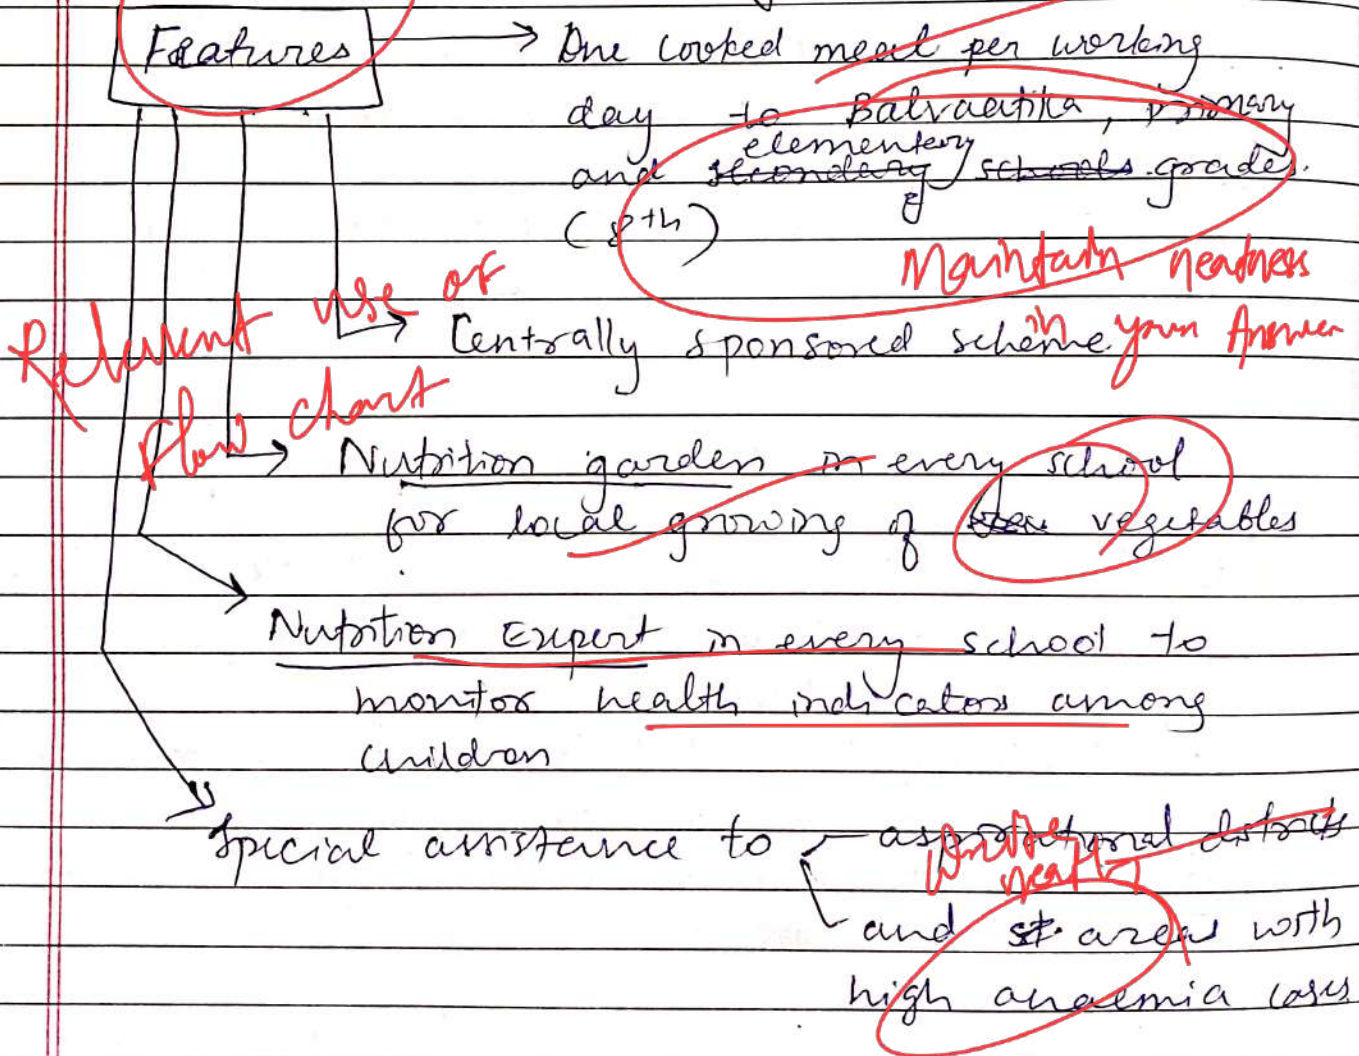 Features → One cooked meal per working
day to Balvaatika, primary
elementary
and secondary schools grades.
(8th)
Maintain neatness
in your Answer
Relevant use of
Flow chart
Centrally sponsored scheme.
Nutrition garden in every school
for local growing of vegetables
Nutrition Expert in every school to
monitor health indicators among
children
Special assistance to aspirational districts
Write
neatly
and st. areas with
high anaemia cases